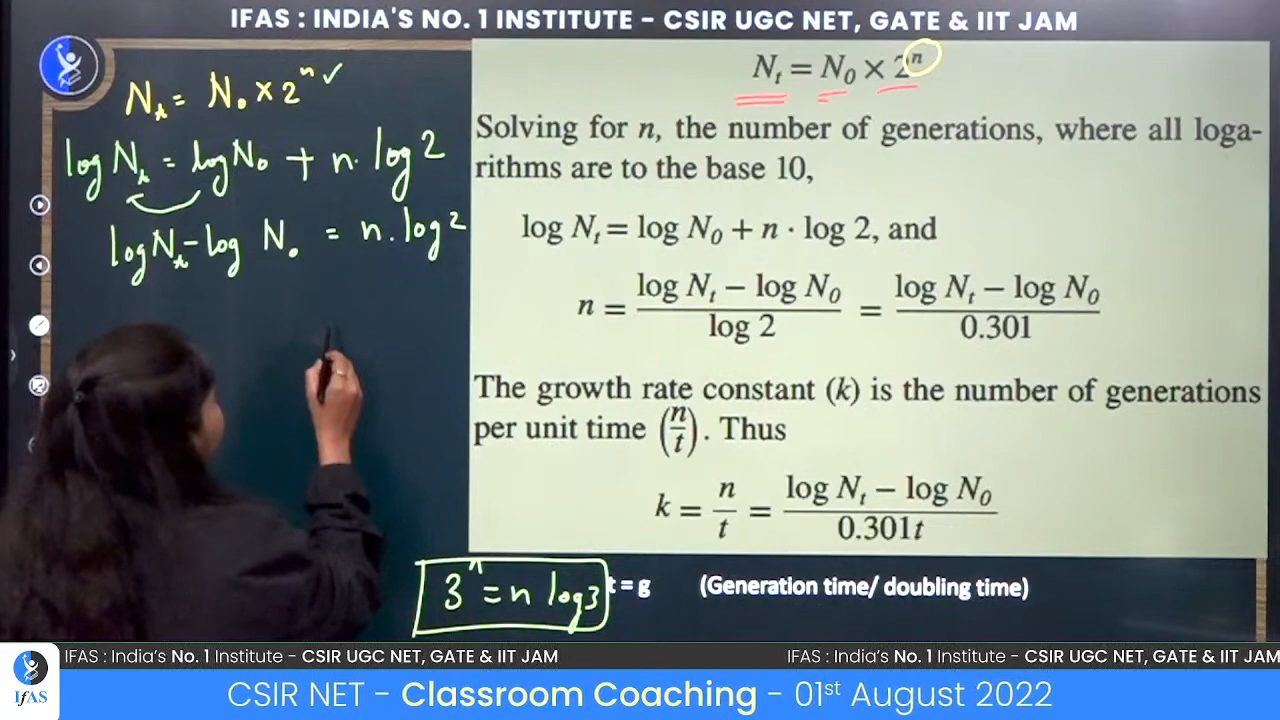 IFAS : INDIA'S NO. 1 INSTITUTE - CSIR UGC NET, GATE & IIT JAM
Nt = N0 × 2^n ✓
log Nt = log N0 + n. log 2
log Nt - log N0 = n. log 2
Nt = N0 × 2^n
Solving for n, the number of generations, where all loga-
rithms are to the base 10,
log Nt = log N0 + n · log 2, and
n = (log Nt − log N0)/(log 2) = (log Nt − log N0)/(0.301)
The growth rate constant (k) is the number of generations
per unit time (n/t). Thus
k = n/t = (log Nt − log N0)/(0.301t)
3^n = n log 3
t = g (Generation time/ doubling time)
IFAS
IFAS : India's No. 1 Institute - CSIR UGC NET, GATE & IIT JAM
IFAS : India's No. 1 Institute - CSIR UGC NET, GATE & IIT JAM
CSIR NET - Classroom Coaching - 01st August 2022